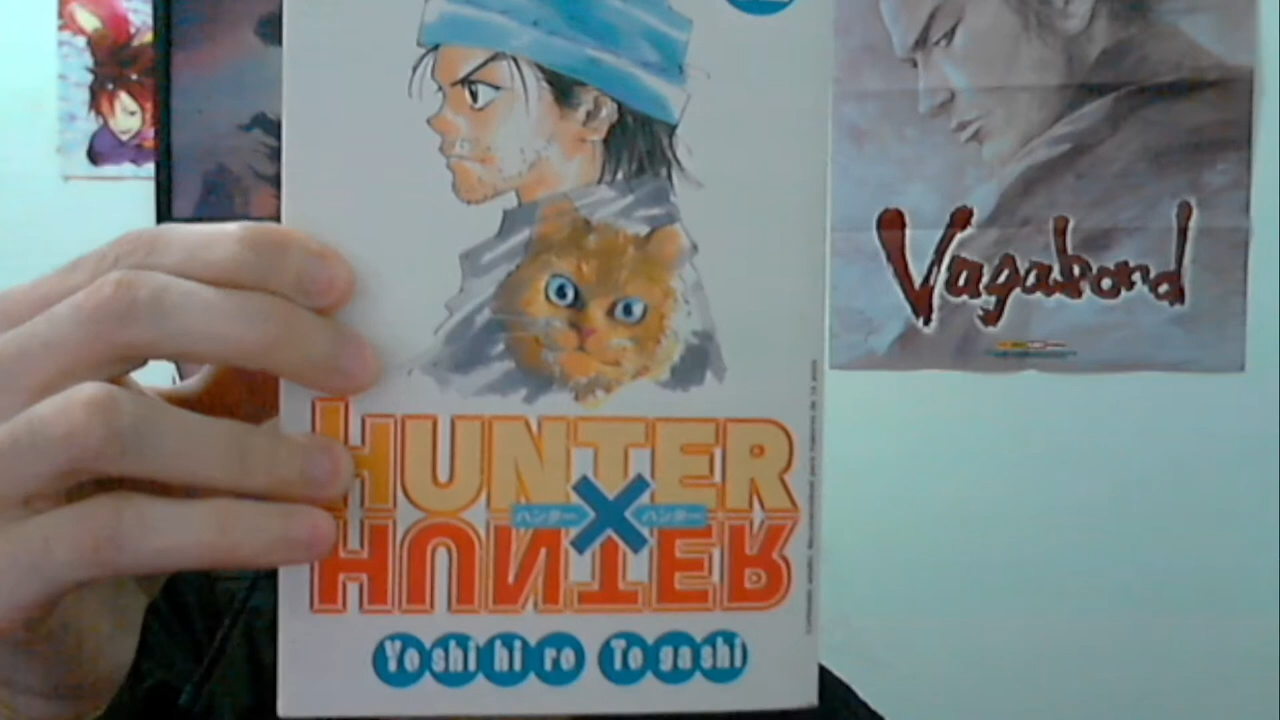 Vagabond
HUNTER
ハンター × ハンター
HUNTER
Yoshihiro Togashi